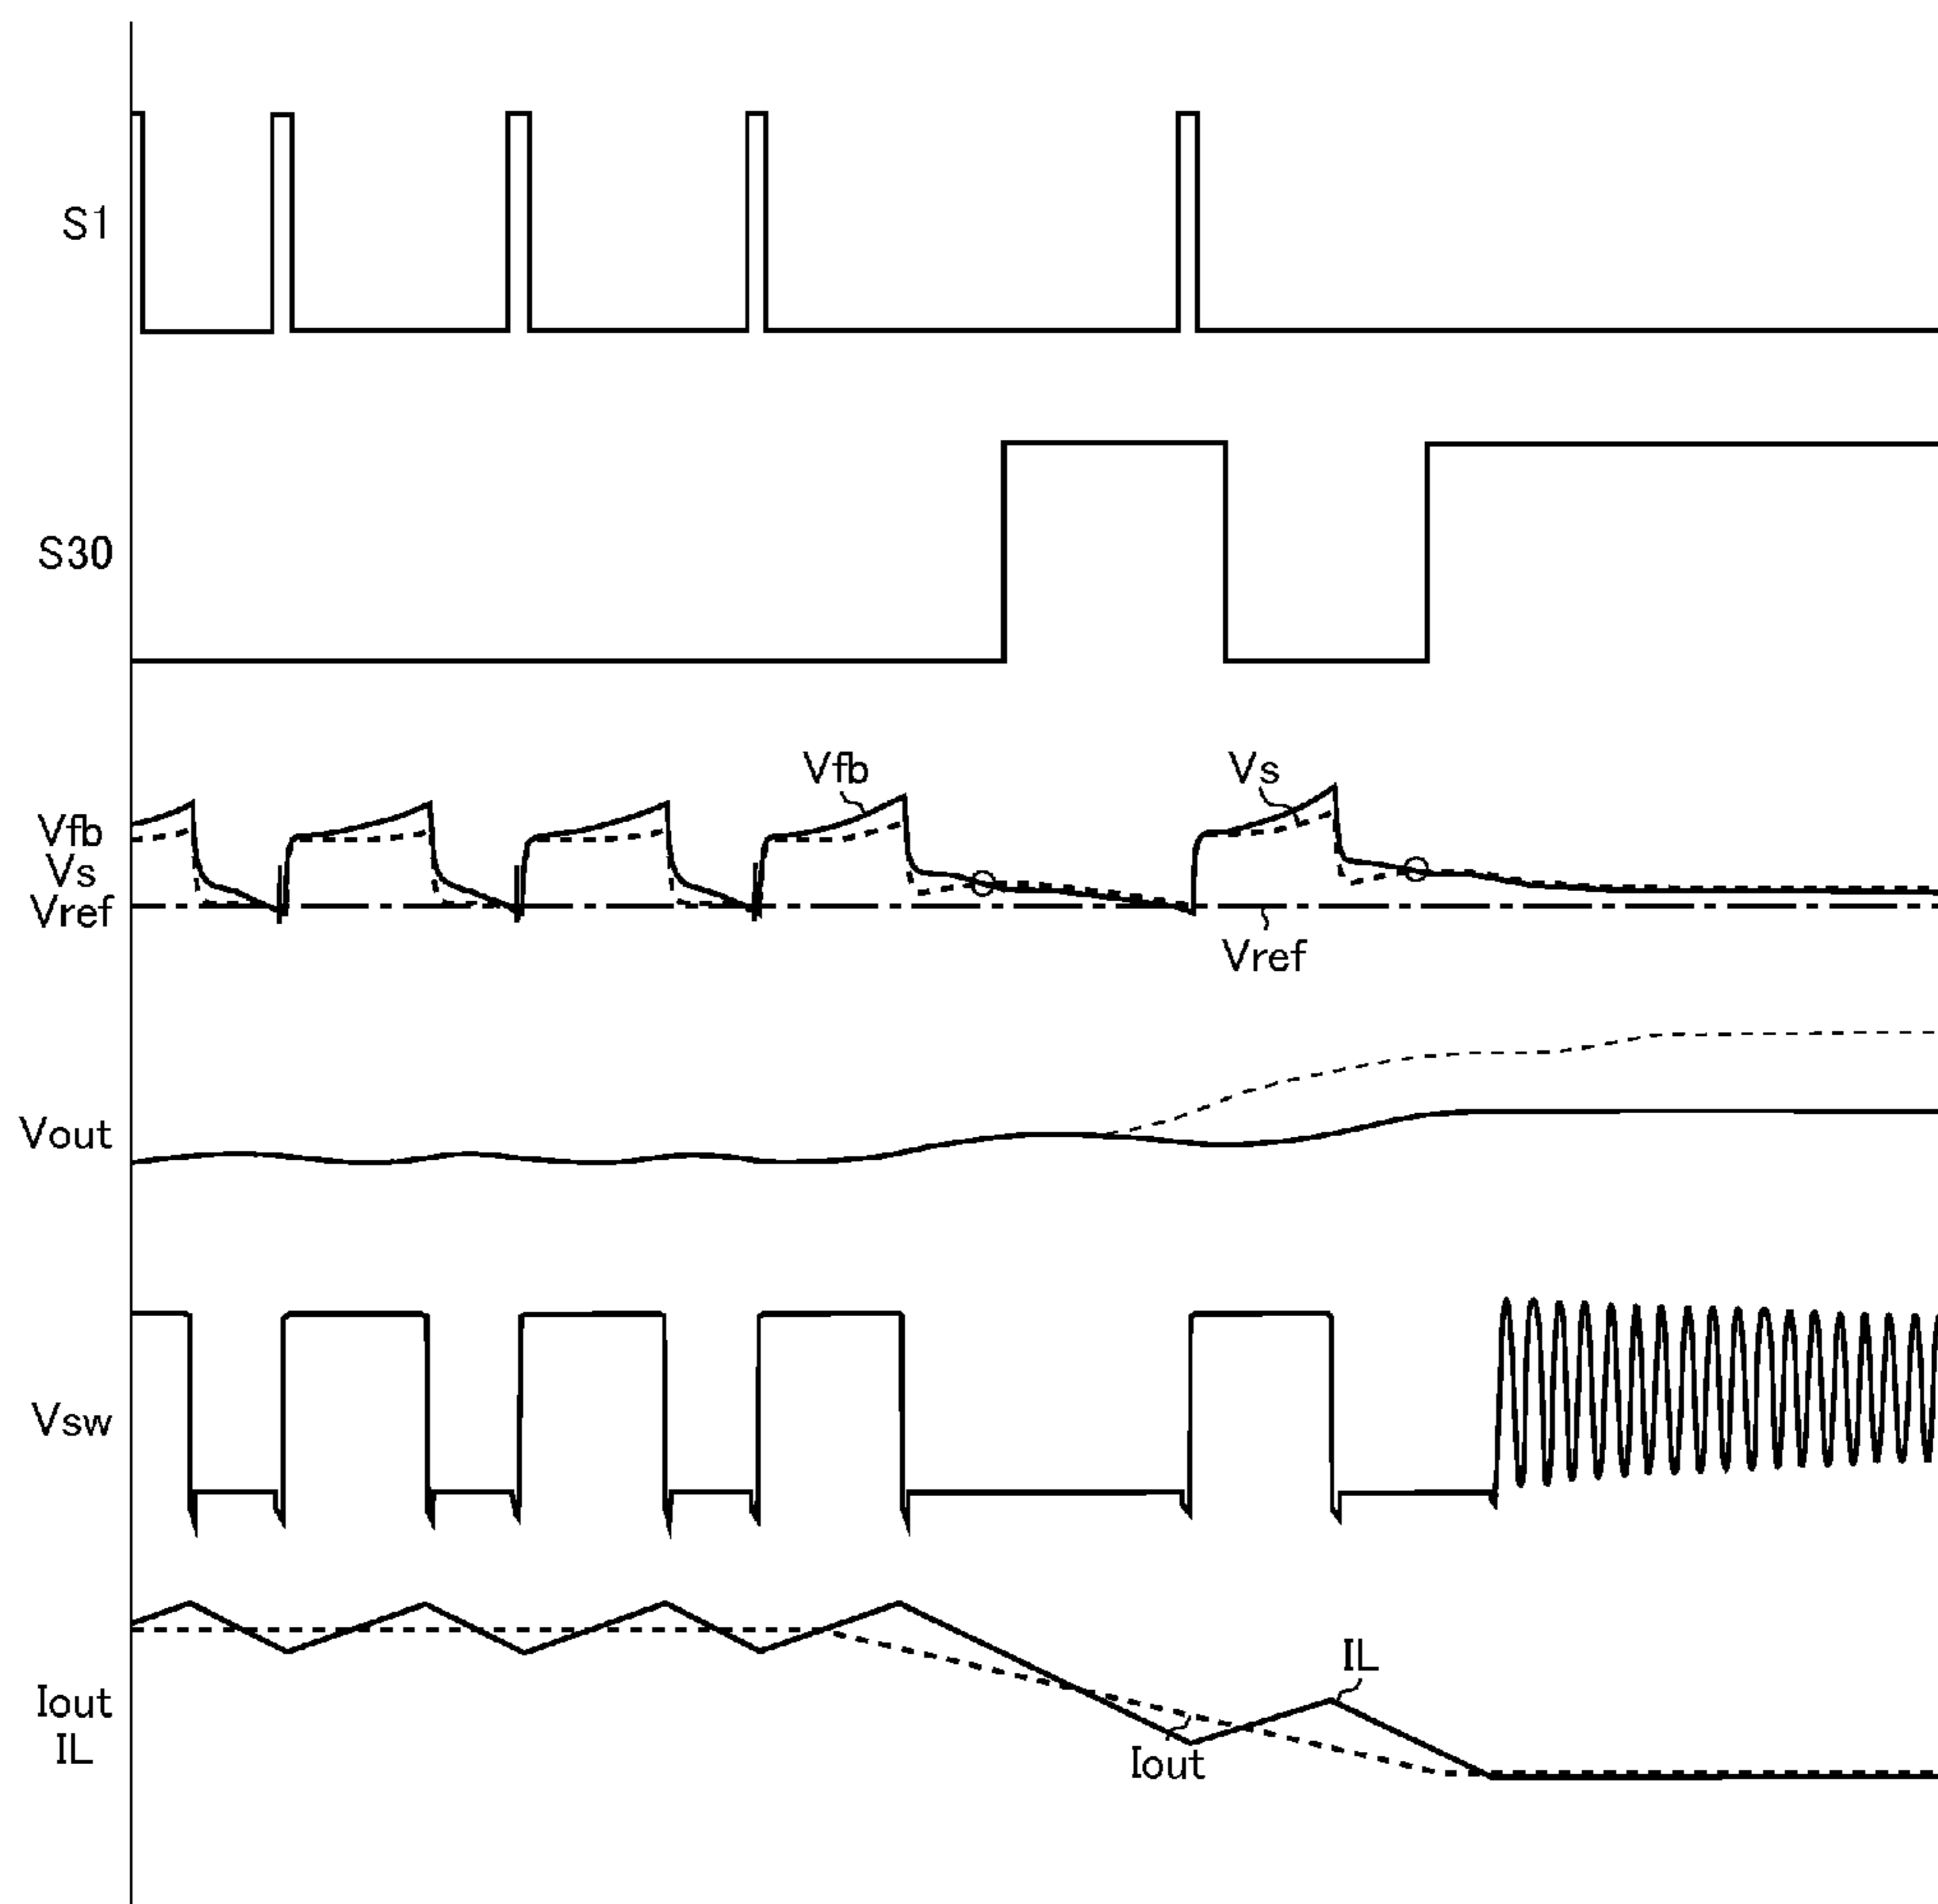 S1
S30
Vfb
Vs
Vfb
Vs
Vref
Vref
Vout
Vsw
IL
Iout
IL
Iout